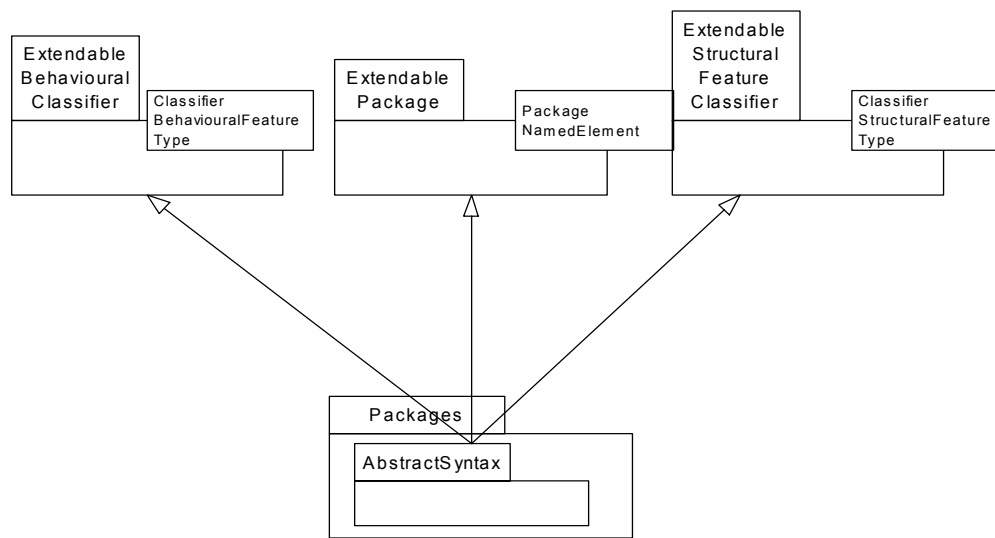 Extendable
Behavioural
Classifier
Classifier
BehaviouralFeature
Type
Extendable
Package
Package
NamedElement
Extendable
Structural
Feature
Classifier
Classifier
StructuralFeature
Type
Packages
AbstractSyntax